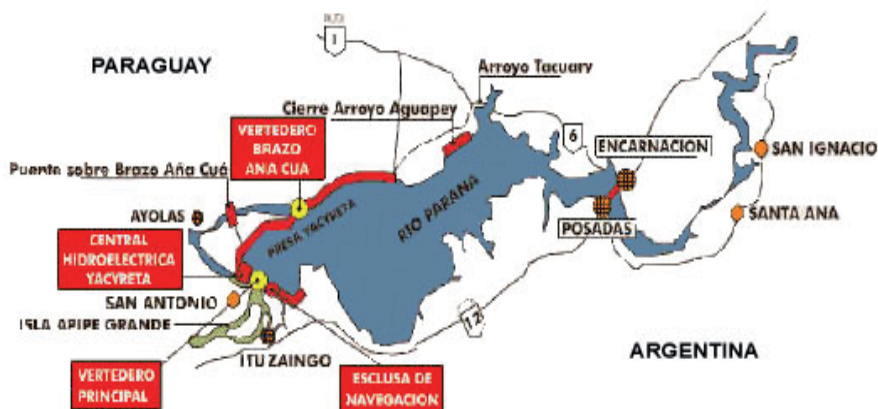 RUTA
1
PARAGUAY
Arroyo Tacuary
Cierre Arroyo Aguapey
VERTEDERO
BRAZO
ANA CUA
6
ENCARNACION
SAN IGNACIO
Puente sobre Brazo Aña Cuá
RIO PARANA
AYOLAS
PRESA YACYRETA
POSADAS
SANTA ANA
CENTRAL
HIDROELECTRICA
YACYRETA
SAN ANTONIO
ISLA APIPE GRANDE
12
ITUZAINGO
ARGENTINA
VERTEDERO
PRINCIPAL
ESCLUSA DE
NAVEGACION